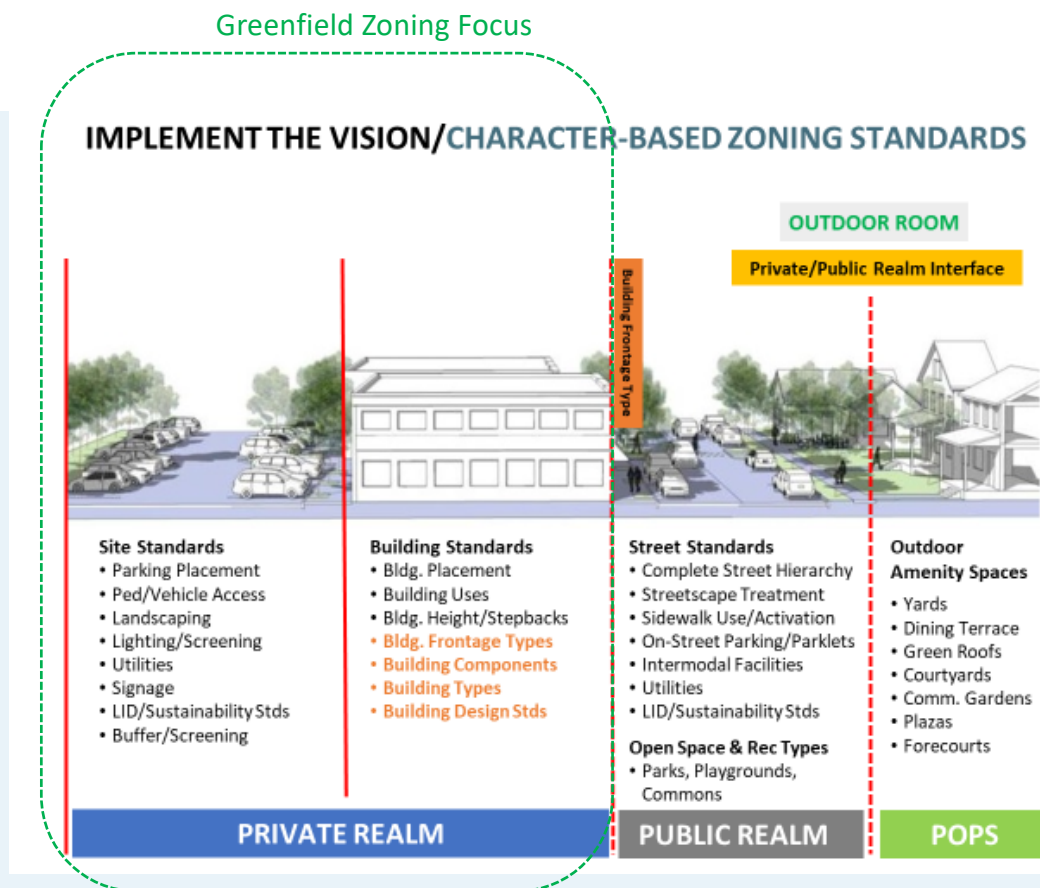 Greenfield Zoning Focus
IMPLEMENT THE VISION/CHARACTER-BASED ZONING STANDARDS
OUTDOOR ROOM
Private/Public Realm Interface
Building Frontage Type
Site Standards
• Parking Placement
• Ped/Vehicle Access
• Landscaping
• Lighting/Screening
• Utilities
• Signage
• LID/Sustainability Stds
• Buffer/Screening
Building Standards
• Bldg. Placement
• Building Uses
• Bldg. Height/Stepbacks
• Bldg. Frontage Types
• Building Components
• Building Types
• Building Design Stds
Street Standards
• Complete Street Hierarchy
• Streetscape Treatment
• Sidewalk Use/Activation
• On-Street Parking/Parklets
• Intermodal Facilities
• Utilities
• LID/Sustainability Stds
Open Space & Rec Types
• Parks, Playgrounds,
Commons
Outdoor
Amenity Spaces
• Yards
• Dining Terrace
• Green Roofs
• Courtyards
• Comm. Gardens
• Plazas
• Forecourts
PRIVATE REALM
PUBLIC REALM
POPS